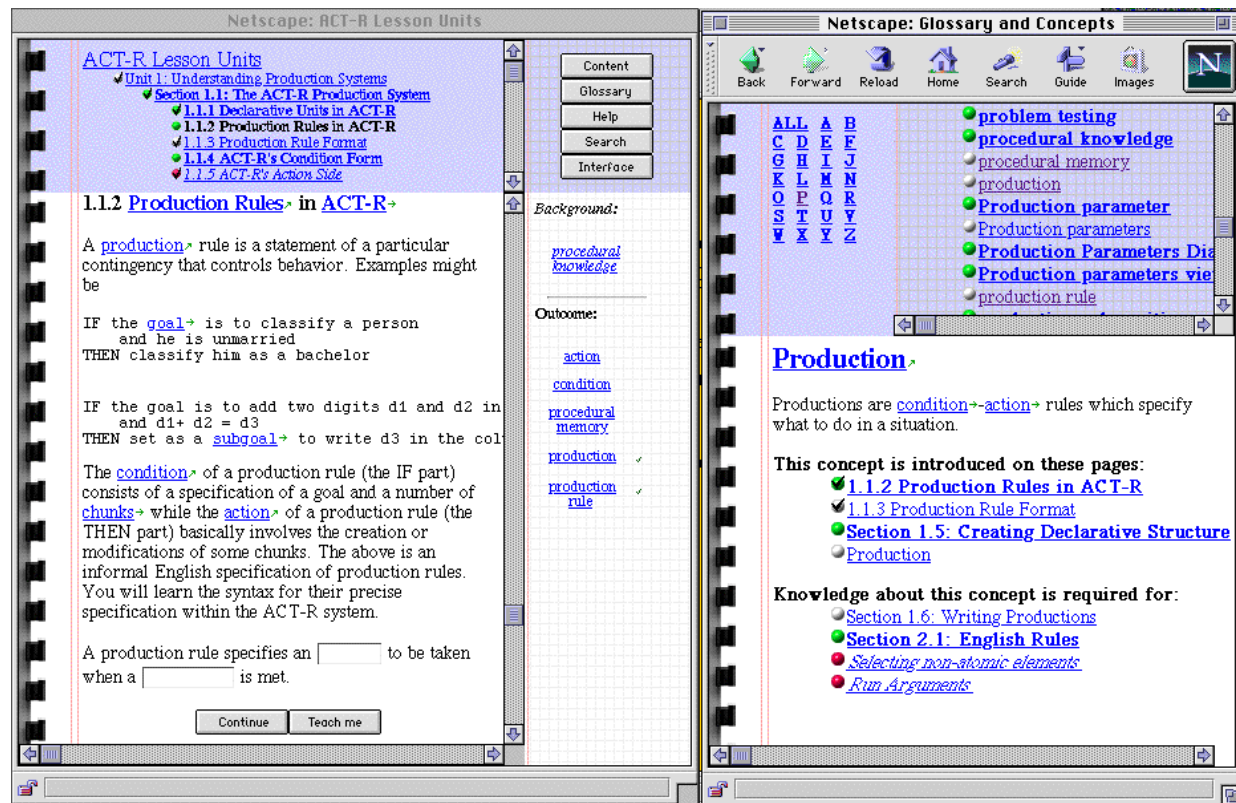 Netscape: ACT-R Lesson Units
ACT-R Lesson Units
Unit 1: Understanding Production Systems
Section 1.1: The ACT-R Production System
1.1.1 Declarative Units in ACT-R
1.1.2 Production Rules in ACT-R
1.1.3 Production Rule Format
1.1.4 ACT-R's Condition Form
1.1.5 ACT-R's Action Side
Content
Glossary
Help
Search
Interface
1.1.2 Production Rules in ACT-R
A production rule is a statement of a particular
contingency that controls behavior. Examples might
be
IF the goal is to classify a person
and he is unmarried
THEN classify him as a bachelor
IF the goal is to add two digits d1 and d2 in
and d1+ d2 = d3
THEN set as a subgoal to write d3 in the col
The condition of a production rule (the IF part)
consists of a specification of a goal and a number of
chunks while the action of a production rule (the
THEN part) basically involves the creation or
modifications of some chunks. The above is an
informal English specification of production rules.
You will learn the syntax for their precise
specification within the ACT-R system.
A production rule specifies an to be taken
when a is met.
Continue
Teach me
Background:
procedural
knowledge
Outcome:
action
condition
procedural
memory
production
production
rule
Netscape: Glossary and Concepts
Back Forward Reload Home Search Guide Images
N
ALL A B
C D E F
G H I J
K L M N
O P Q R
S T U V
W X Y Z
problem testing
procedural knowledge
procedural memory
production
Production parameter
Production parameters
Production Parameters Dia
Production parameters vie
production rule
Production
Productions are condition-action rules which specify
what to do in a situation.
This concept is introduced on these pages:
1.1.2 Production Rules in ACT-R
1.1.3 Production Rule Format
Section 1.5: Creating Declarative Structure
Production
Knowledge about this concept is required for:
Section 1.6: Writing Productions
Section 2.1: English Rules
Selecting non-atomic elements
Run Arguments